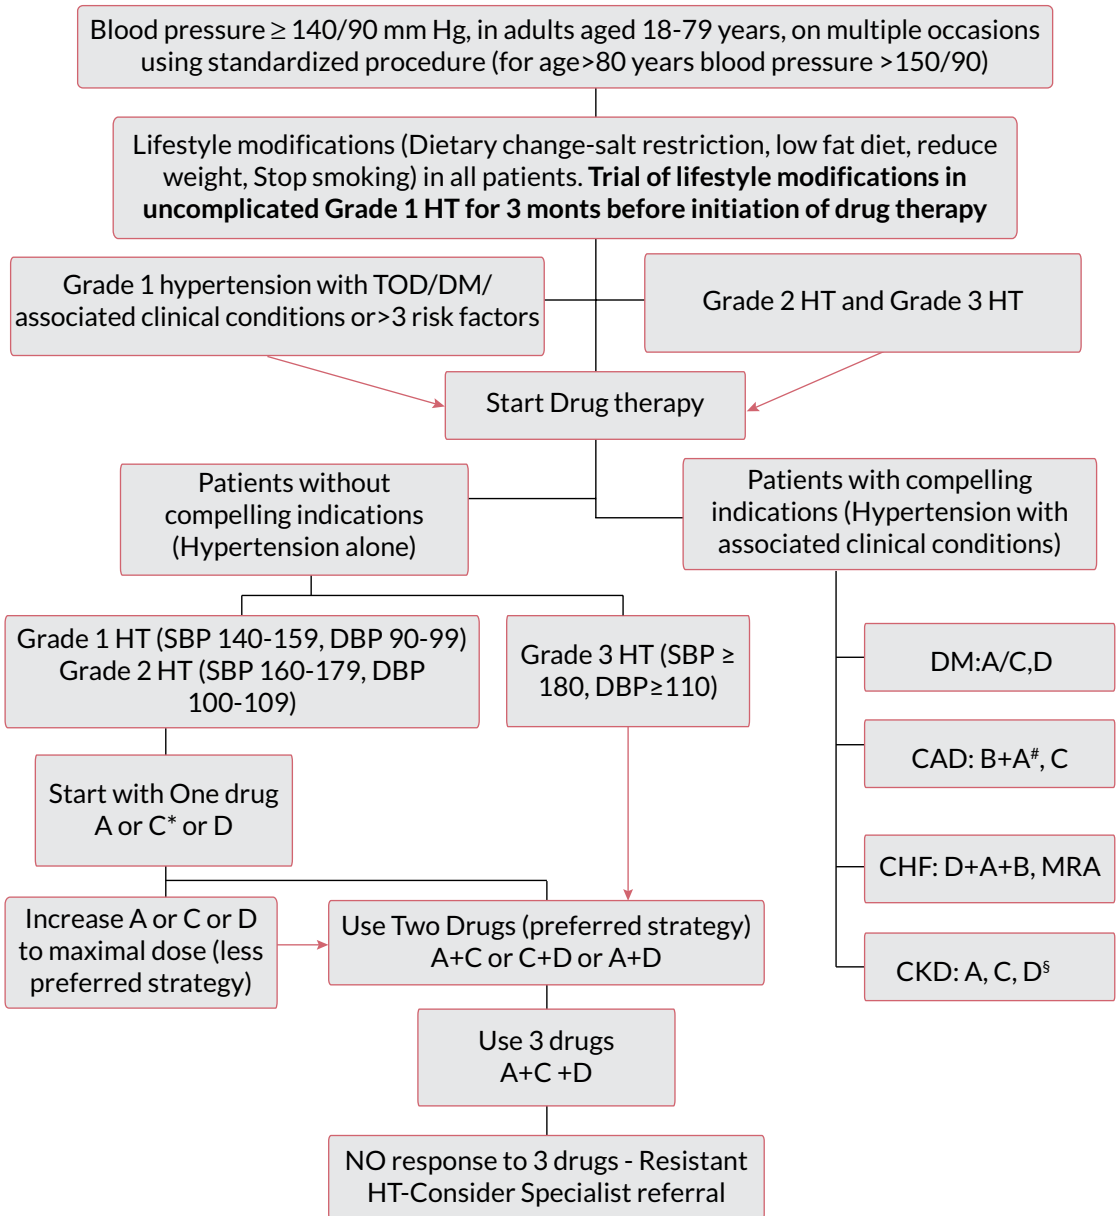 Blood pressure ≥ 140/90 mm Hg, in adults aged 18-79 years, on multiple occasions
using standardized procedure (for age>80 years blood pressure >150/90)
Lifestyle modifications (Dietary change-salt restriction, low fat diet, reduce
weight, Stop smoking) in all patients. Trial of lifestyle modifications in
uncomplicated Grade 1 HT for 3 monts before initiation of drug therapy
Grade 1 hypertension with TOD/DM/
associated clinical conditions or>3 risk factors
Grade 2 HT and Grade 3 HT
Start Drug therapy
Patients without
compelling indications
(Hypertension alone)
Patients with compelling
indications (Hypertension with
associated clinical conditions)
Grade 1 HT (SBP 140-159, DBP 90-99)
Grade 2 HT (SBP 160-179, DBP
100-109)
Grade 3 HT (SBP ≥
180, DBP≥110)
DM:A/C,D
CAD: B+A#, C
CHF: D+A+B, MRA
CKD: A, C, D§
Start with One drug
A or C* or D
Increase A or C or D
to maximal dose (less
preferred strategy)
Use Two Drugs (preferred strategy)
A+C or C+D or A+D
Use 3 drugs
A+C +D
NO response to 3 drugs - Resistant
HT-Consider Specialist referral